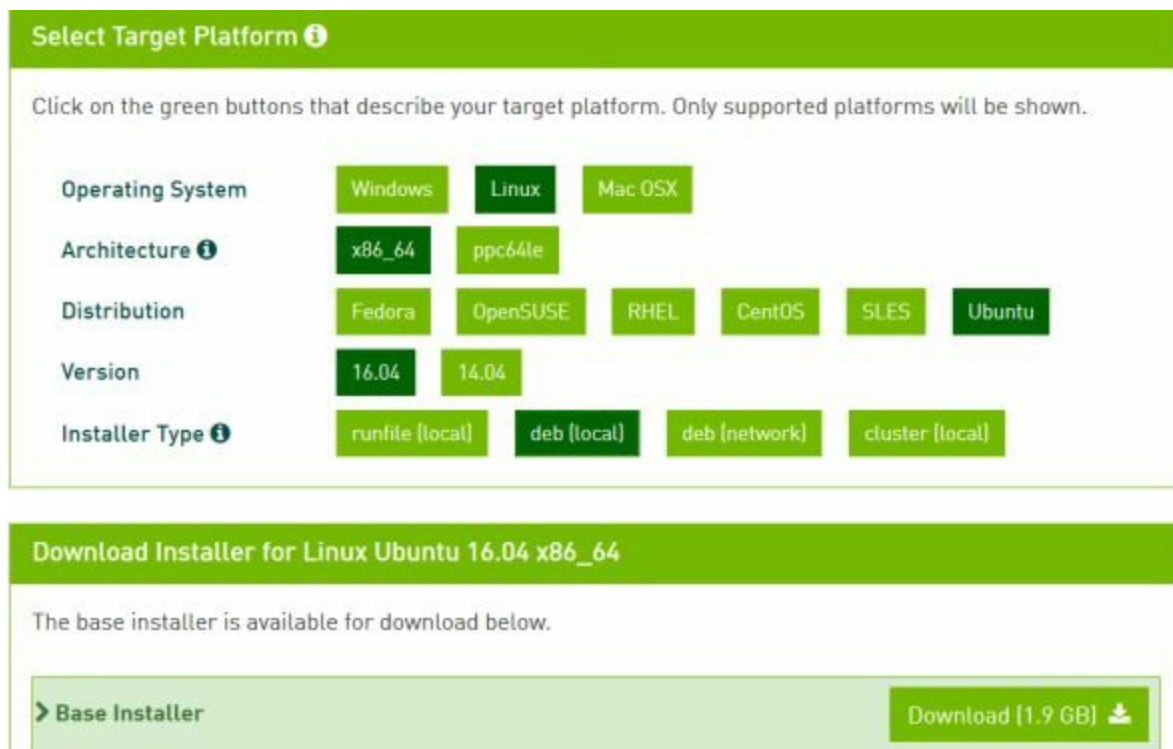 Select Target Platform
Click on the green buttons that describe your target platform. Only supported platforms will be shown.
Operating System Windows Linux Mac OSX
Architecture x86_64 ppc64le
Distribution Fedora OpenSUSE RHEL CentOS SLES Ubuntu
Version 16.04 14.04
Installer Type runfile (local) deb (local) deb (network) cluster (local)
Download Installer for Linux Ubuntu 16.04 x86_64
The base installer is available for download below.
Base Installer Download (1.9 GB)